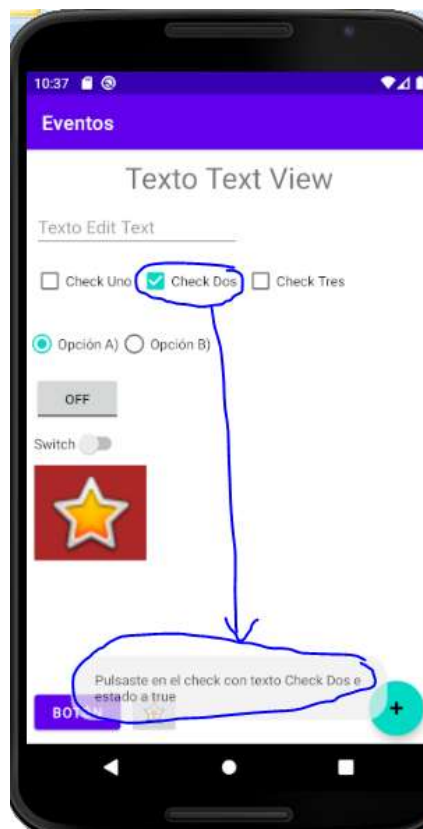 10:37
Eventos
Texto Text View
Texto Edit Text
Check Uno Check Dos Check Tres
Opción A) Opción B)
OFF
Switch
Pulsaste en el check con texto Check Dos e
estado a true
BOTÓN +